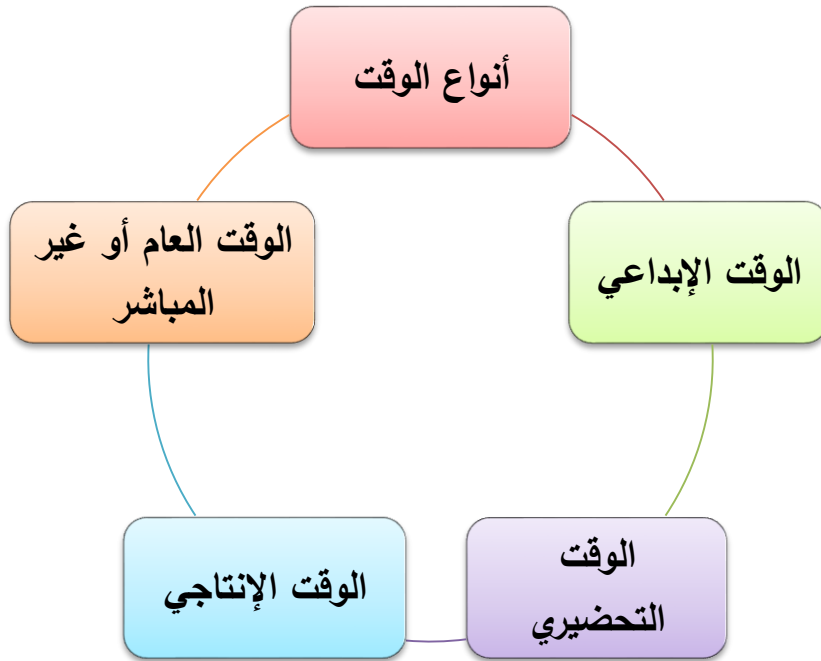 أنواع الوقت
الوقت الإبداعي
الوقت
التحضيري
الوقت الإنتاجي
الوقت العام أو غير
المباشر